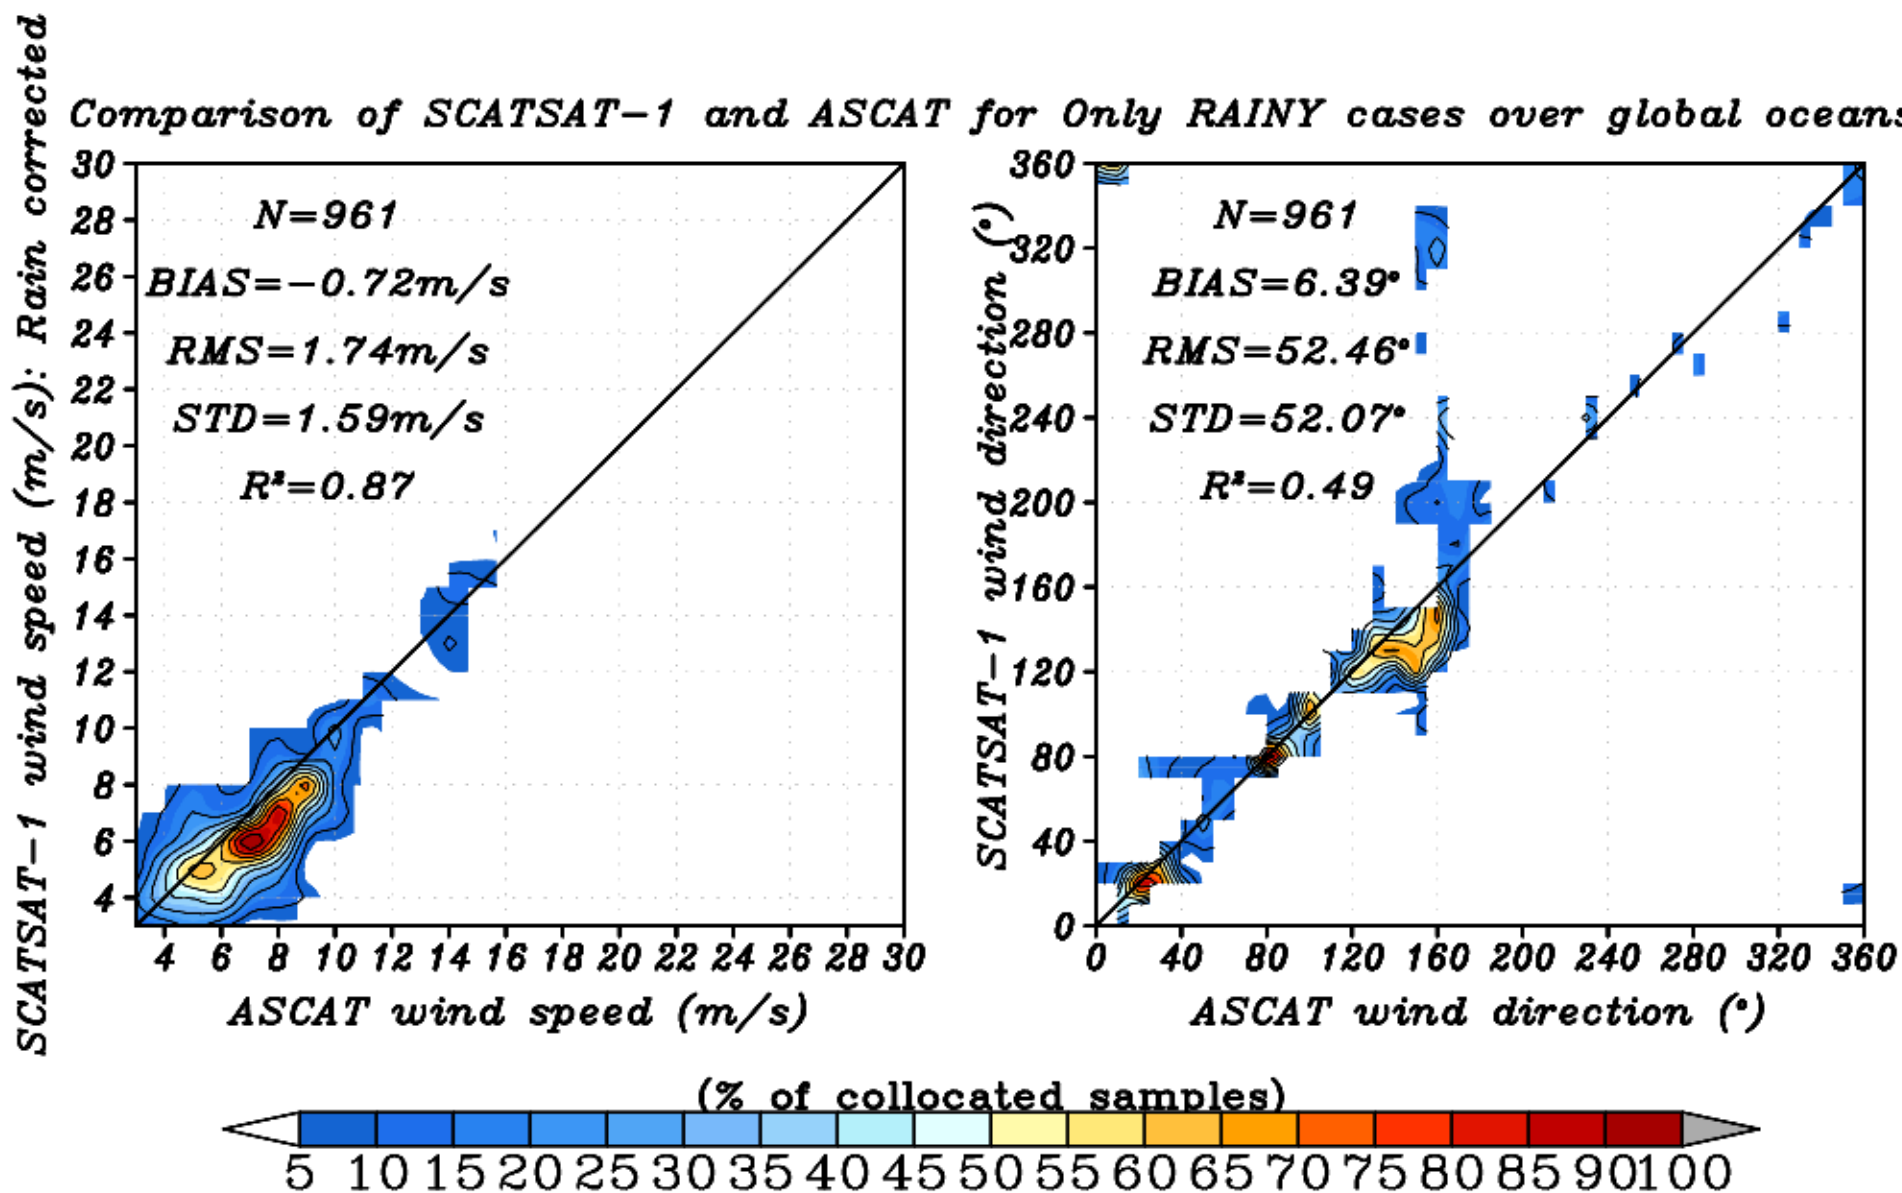 Comparison of SCATSAT-1 and ASCAT for Only RAINY cases over global oceans
SCATSAT-1 wind speed (m/s): Rain corrected
30
28
26
24
22
20
18
16
14
12
10
8
6
4
N=961
BIAS=-0.72m/s
RMS=1.74m/s
STD=1.59m/s
R²=0.87
4 6 8 10 12 14 16 18 20 22 24 26 28 30
ASCAT wind speed (m/s)
SCATSAT-1 wind direction (°)
360
320
280
240
200
160
120
80
40
0
N=961
BIAS=6.39°
RMS=52.46°
STD=52.07°
R²=0.49
0 40 80 120 160 200 240 280 320 360
ASCAT wind direction (°)
(% of collocated samples)
5 10 15 20 25 30 35 40 45 50 55 60 65 70 75 80 85 90 100